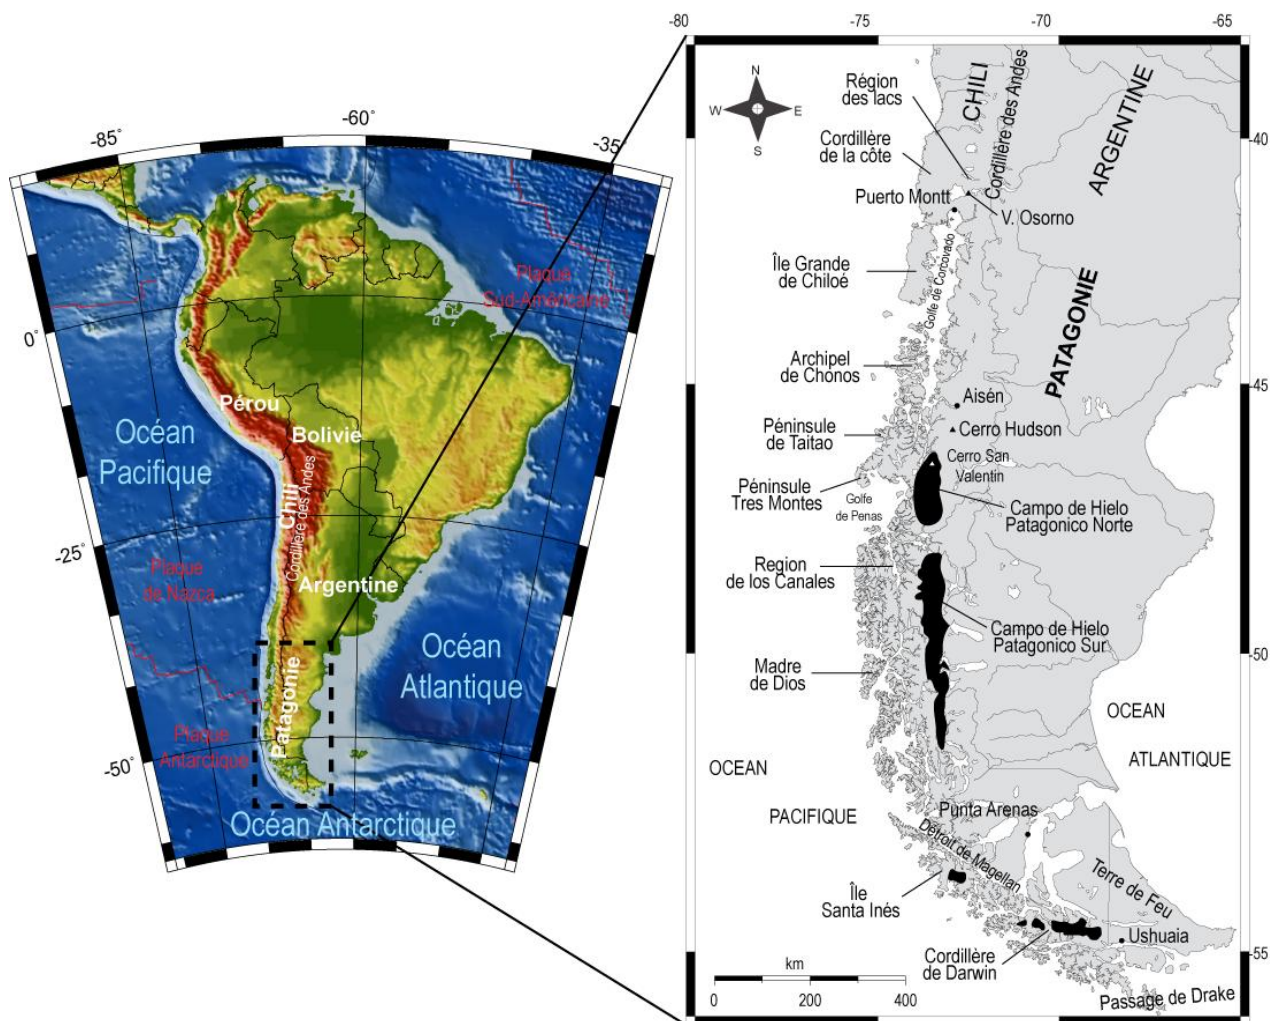 -85°
-60°
-35°
0°
-25°
-50°
Plaque
Sud-Américaine
Pérou
Bolivie
Océan
Pacifique
Chili
Cordillère des Andes
Argentine
Plaque
de Nazca
Océan
Atlantique
Patagonie
Plaque
Antarctique
Océan Antarctique
-80
-75
-70
-65
-40
-45
-50
-55
N
W
E
S
Région
des lacs
CHILI
Cordillère des Andes
ARGENTINE
Cordillère
de la côte
Puerto Montt
V. Osorno
Île Grande
de Chiloé
Golfe de Corcovado
PATAGONIE
Archipel
de Chonos
Aisén
Péninsule
de Taitao
Cerro Hudson
Cerro San
Valentin
Péninsule
Tres Montes
Golfe
de Penas
Campo de Hielo
Patagonico Norte
Region
de los Canales
Campo de Hielo
Patagonico Sur
Madre
de Dios
OCEAN
ATLANTIQUE
OCEAN
PACIFIQUE
Punta Arenas
Détroit de Magellan
Île
Santa Inés
Terre de Feu
Ushuaia
Cordillère
de Darwin
km
0
200
400
Passage de Drake